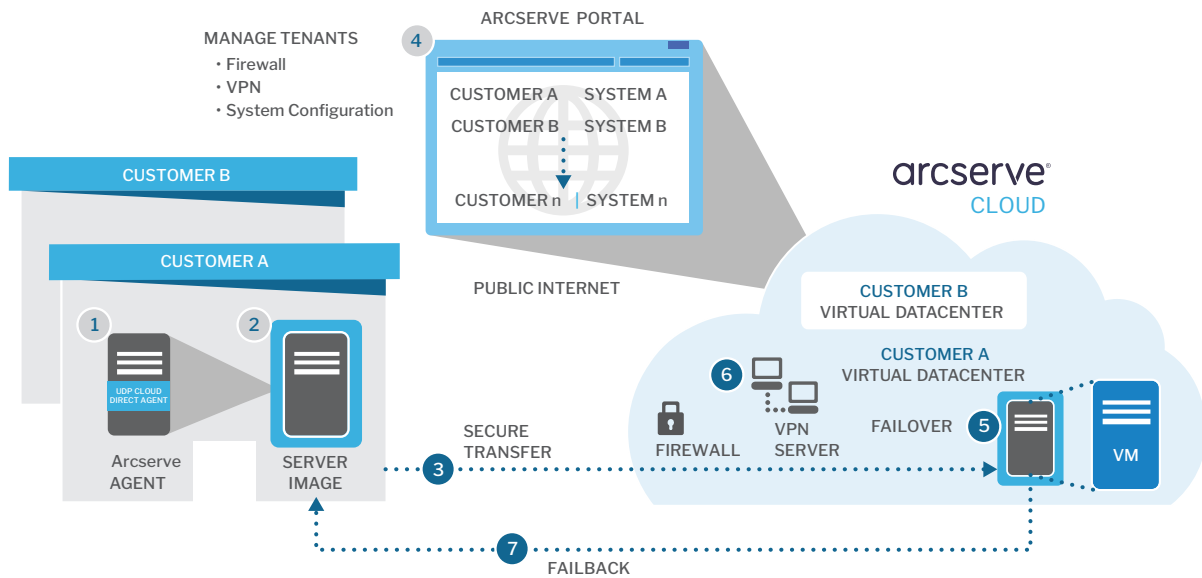 ARCSERVE PORTAL
MANAGE TENANTS
• Firewall
• VPN
• System Configuration
4
CUSTOMER A SYSTEM A
CUSTOMER B SYSTEM B
CUSTOMER n | SYSTEM n
CUSTOMER B
CUSTOMER A
1
2
UDP CLOUD
DIRECT AGENT
Arcserve
AGENT
SERVER
IMAGE
PUBLIC INTERNET
arcserve®
CLOUD
CUSTOMER B
VIRTUAL DATACENTER
CUSTOMER A
VIRTUAL DATACENTER
6
FIREWALL
VPN
SERVER
FAILOVER
5
VM
SECURE
TRANSFER
3
7
FAILBACK